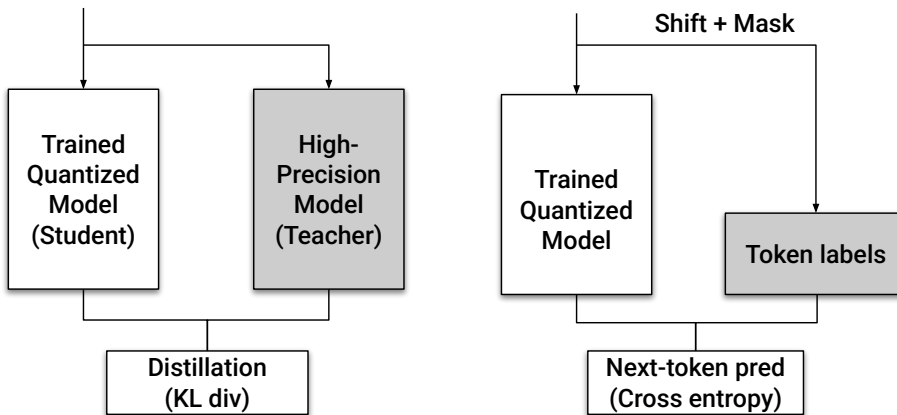 Trained
Quantized
Model
(Student)
High-
Precision
Model
(Teacher)
Distillation
(KL div)
Shift + Mask
Trained
Quantized
Model
Token labels
Next-token pred
(Cross entropy)